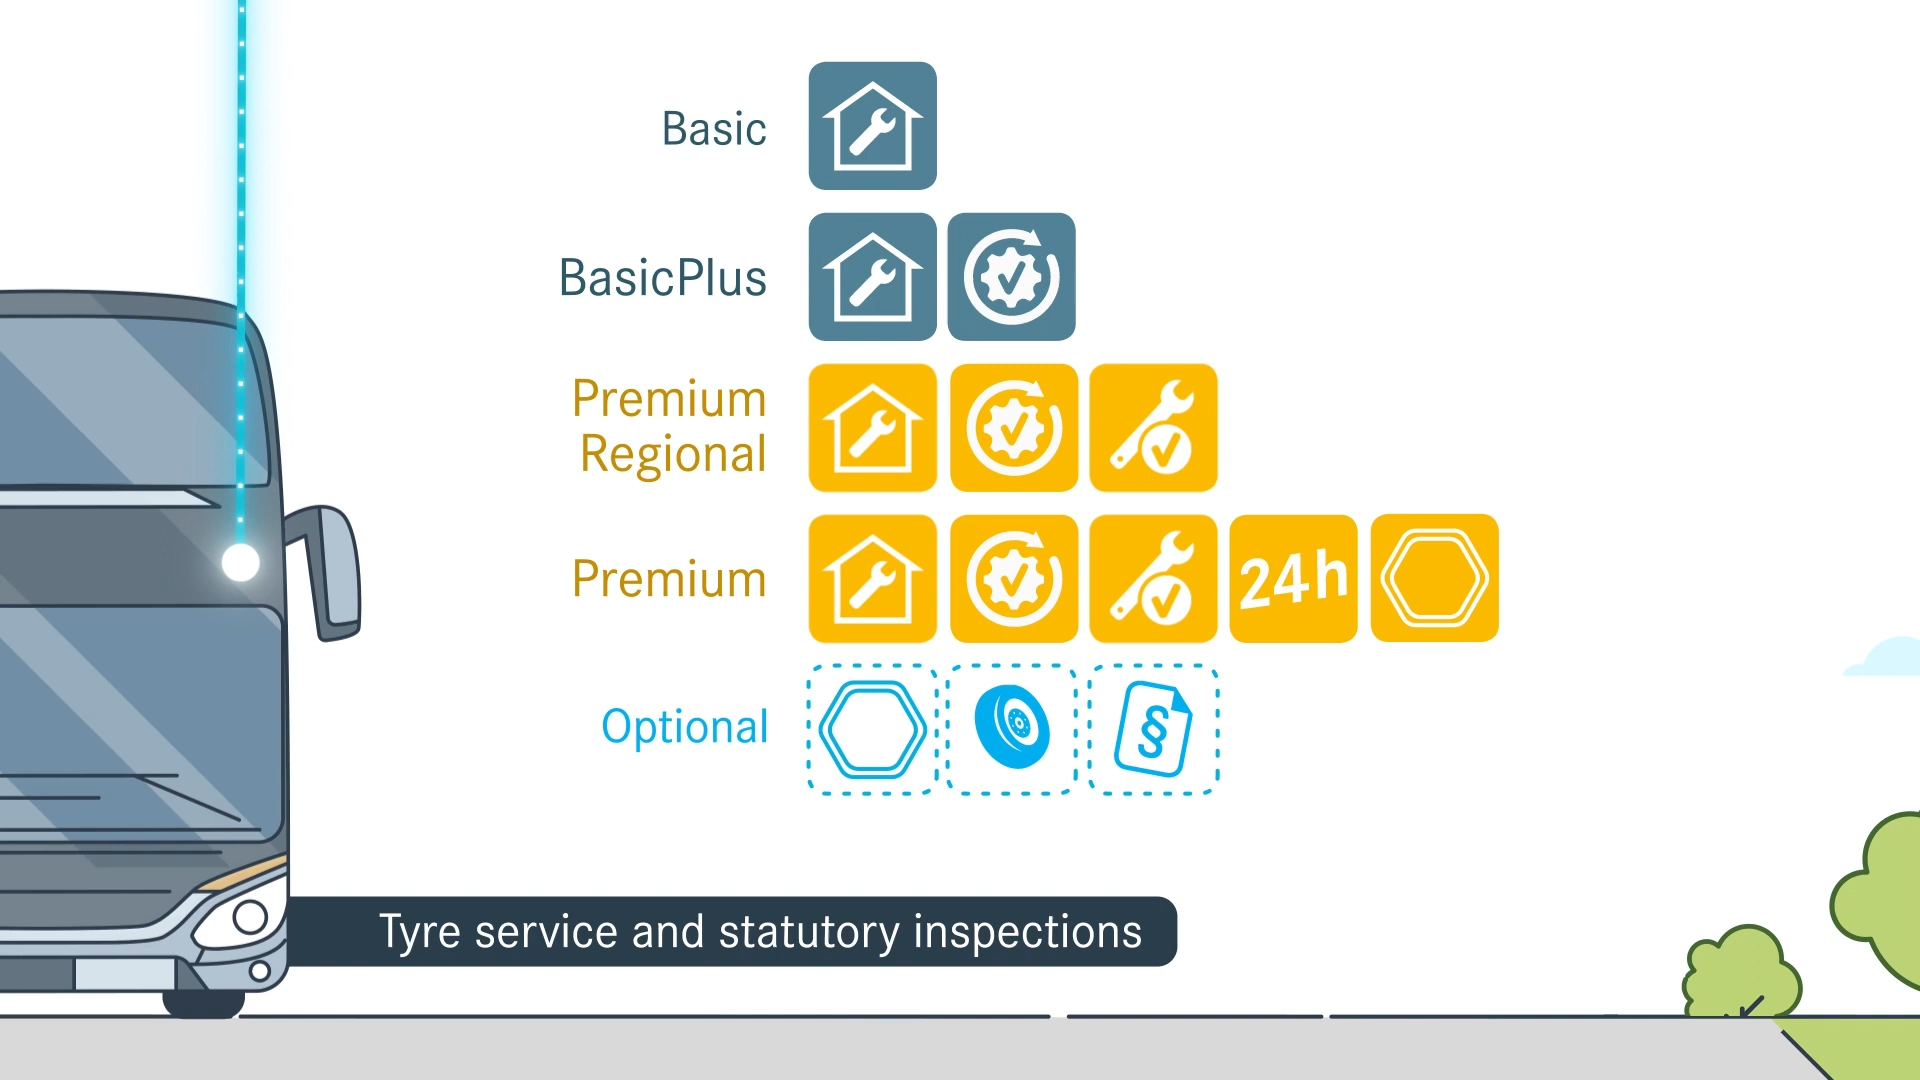 Basic
BasicPlus
Premium
Regional
Premium
24h
Optional
§
Tyre service and statutory inspections